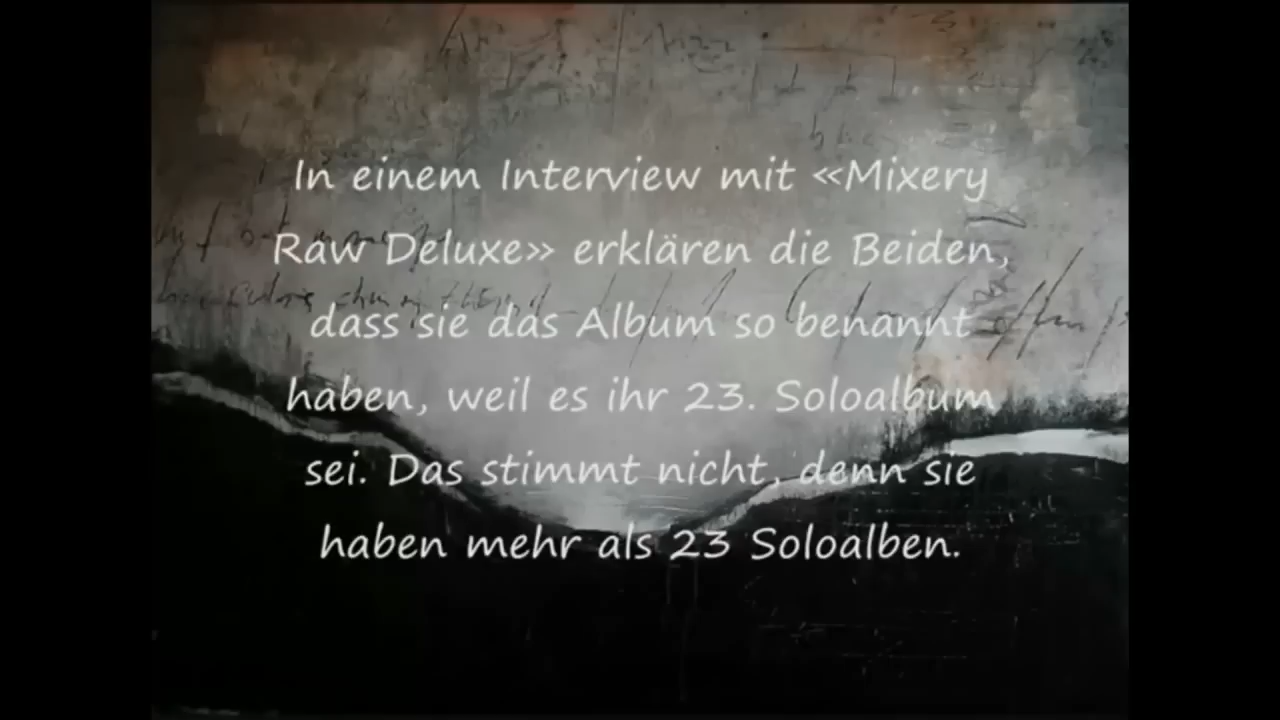 In einem Interview mit «Mixery
Raw Deluxe» erklären die Beiden,
dass sie das Album so benannt
haben, weil es ihr 23. Soloalbum
sei. Das stimmt nicht, denn sie
haben mehr als 23 Soloalben.